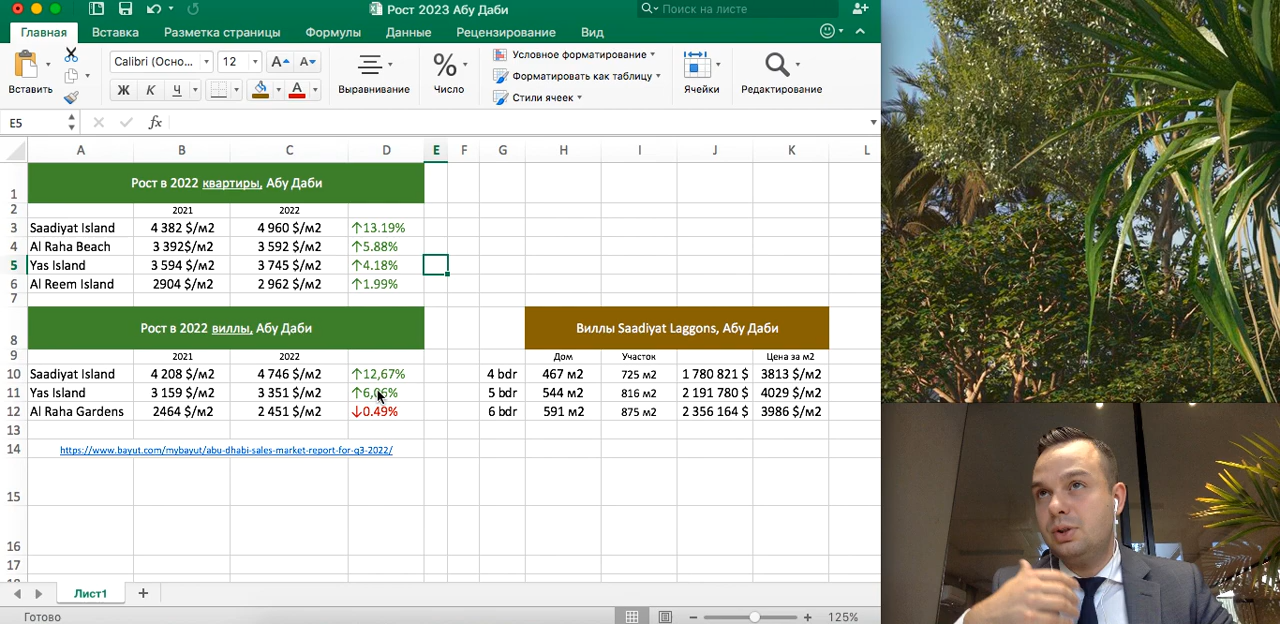 Рост 2023 Абу Даби
Поиск на листе
Главная Вставка Разметка страницы Формулы Данные Рецензирование Вид
Вставить
Calibri (Осно... 12
Ж К Ч
Выравнивание
%
Число
Условное форматирование
Форматировать как таблицу
Стили ячеек
Ячейки
Редактирование
E5 fx
A B C D E F G H I J K L
1 Рост в 2022 квартиры, Абу Даби
2 2021 2022
3 Saadiyat Island 4 382 $/м2 4 960 $/м2 ↑13.19%
4 Al Raha Beach 3 392$/м2 3 592 $/м2 ↑5.88%
5 Yas Island 3 594 $/м2 3 745 $/м2 ↑4.18%
6 Al Reem Island 2904 $/м2 2 962 $/м2 ↑1.99%
7
8 Рост в 2022 виллы, Абу Даби Виллы Saadiyat Laggons, Абу Даби
9 2021 2022 Дом Участок Цена за м2
10 Saadiyat Island 4 208 $/м2 4 746 $/м2 ↑12,67% 4 bdr 467 м2 725 м2 1 780 821 $ 3813 $/м2
11 Yas Island 3 159 $/м2 3 351 $/м2 5 bdr 544 м2 816 м2 2 191 780 $ 4029 $/м2
12 Al Raha Gardens 2464 $/м2 2 451 $/м2 ↓0.49% 6 bdr 591 м2 875 м2 2 356 164 $ 3986 $/м2
13
14 https://www.bayut.com/mybayut/abu-dhabi-sales-market-report-for-q3-2022/
15
16
17
Лист1
Готово 125%